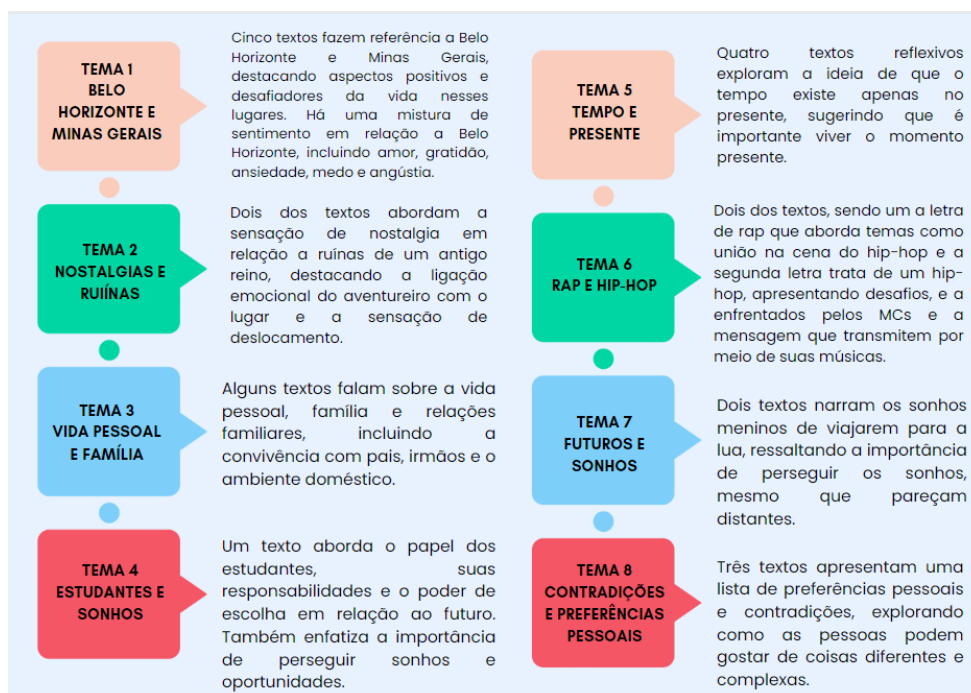 TEMA 1
BELO
HORIZONTE E
MINAS GERAIS
Cinco textos fazem referência a Belo
Horizonte e Minas Gerais,
destacando aspectos positivos e
desafiadores da vida nesses
lugares. Há uma mistura de
sentimento em relação a Belo
Horizonte, incluindo amor, gratidão,
ansiedade, medo e angústia.
TEMA 2
NOSTALGIAS E
RUIÍNAS
Dois dos textos abordam a
sensação de nostalgia em
relação a ruínas de um antigo
reino, destacando a ligação
emocional do aventureiro com o
lugar e a sensação de
deslocamento.
TEMA 3
VIDA PESSOAL
E FAMÍLIA
Alguns textos falam sobre a vida
pessoal, família e relações
familiares, incluindo a
convivência com pais, irmãos e o
ambiente doméstico.
TEMA 4
ESTUDANTES E
SONHOS
Um texto aborda o papel dos
estudantes, suas
responsabilidades e o poder de
escolha em relação ao futuro.
Também enfatiza a importância
de perseguir sonhos e
oportunidades.
TEMA 5
TEMPO E
PRESENTE
Quatro textos reflexivos
exploram a ideia de que o
tempo existe apenas no
presente, sugerindo que é
importante viver o momento
presente.
TEMA 6
RAP E HIP-HOP
Dois dos textos, sendo um a letra
de rap que aborda temas como
união na cena do hip-hop e a
segunda letra trata de um hip-
hop, apresentando desafios, e a
enfrentados pelos MCs e a
mensagem que transmitem por
meio de suas músicas.
TEMA 7
FUTUROS E
SONHOS
Dois textos narram os sonhos
meninos de viajarem para a
lua, ressaltando a importância
de perseguir os sonhos,
mesmo que pareçam
distantes.
TEMA 8
CONTRADIÇÕES
E PREFERÊNCIAS
PESSOAIS
Três textos apresentam uma
lista de preferências pessoais
e contradições, explorando
como as pessoas podem
gostar de coisas diferentes e
complexas.